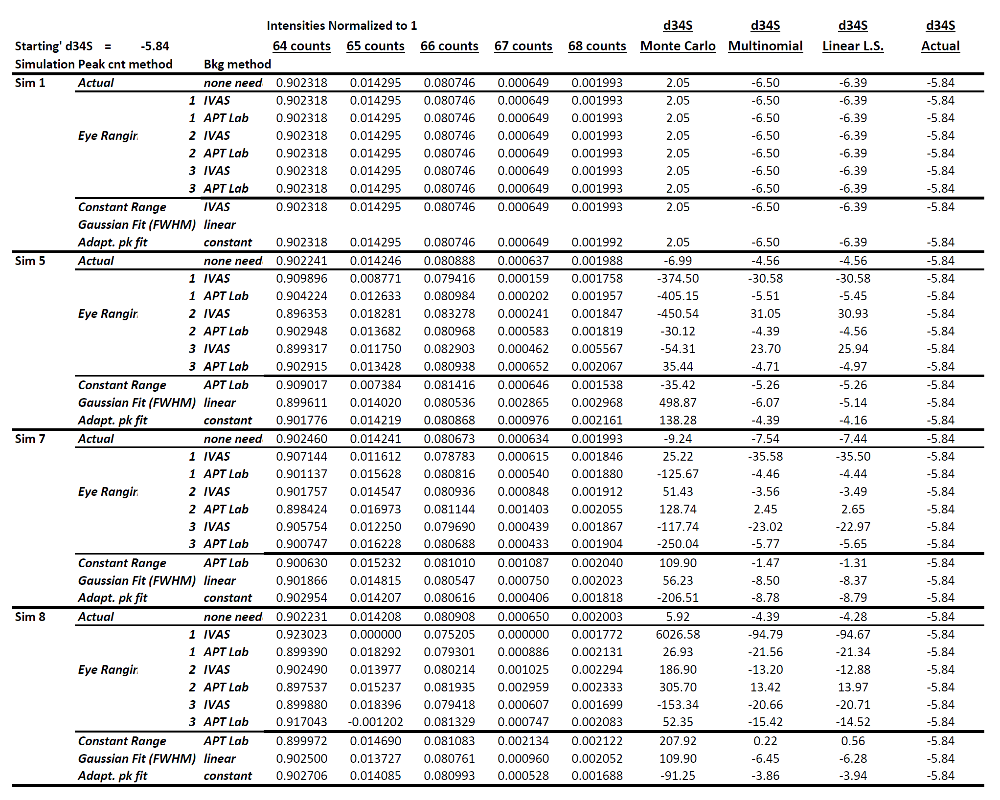 Intensities Normalized to 1 d34S d34S d34S d34S
Starting' d34S = -5.84 64 counts 65 counts 66 counts 67 counts 68 counts Monte Carlo Multinomial Linear L.S. Actual
Simulation Peak cnt method Bkg method
Sim 1 Actual none need 0.902318 0.014295 0.080746 0.000649 0.001993 2.05 -6.50 -6.39 -5.84
1 IVAS 0.902318 0.014295 0.080746 0.000649 0.001993 2.05 -6.50 -6.39 -5.84
1 APT Lab 0.902318 0.014295 0.080746 0.000649 0.001993 2.05 -6.50 -6.39 -5.84
Eye Rangin 2 IVAS 0.902318 0.014295 0.080746 0.000649 0.001993 2.05 -6.50 -6.39 -5.84
2 APT Lab 0.902318 0.014295 0.080746 0.000649 0.001993 2.05 -6.50 -6.39 -5.84
3 IVAS 0.902318 0.014295 0.080746 0.000649 0.001993 2.05 -6.50 -6.39 -5.84
3 APT Lab 0.902318 0.014295 0.080746 0.000649 0.001993 2.05 -6.50 -6.39 -5.84
Constant Range IVAS 0.902318 0.014295 0.080746 0.000649 0.001993 2.05 -6.50 -6.39 -5.84
Gaussian Fit (FWHM) linear
Adapt. pk fit constant 0.902318 0.014295 0.080746 0.000649 0.001992 2.05 -6.50 -6.39 -5.84
Sim 5 Actual none need 0.902241 0.014246 0.080888 0.000637 0.001988 -6.99 -4.56 -4.56 -5.84
1 IVAS 0.909896 0.008771 0.079416 0.000159 0.001758 -374.50 -30.58 -30.58 -5.84
1 APT Lab 0.904224 0.012633 0.080984 0.000202 0.001957 -405.15 -5.51 -5.45 -5.84
Eye Rangin 2 IVAS 0.896353 0.018281 0.083278 0.000241 0.001847 -450.54 31.05 30.93 -5.84
2 APT Lab 0.902948 0.013682 0.080968 0.000583 0.001819 -30.12 -4.39 -4.56 -5.84
3 IVAS 0.899317 0.011750 0.082903 0.000462 0.005567 -54.31 23.70 25.94 -5.84
3 APT Lab 0.902915 0.013428 0.080938 0.000652 0.002067 35.44 -4.71 -4.97 -5.84
Constant Range APT Lab 0.909017 0.007384 0.081416 0.000646 0.001538 -35.42 -5.26 -5.26 -5.84
Gaussian Fit (FWHM) linear 0.899611 0.014020 0.080536 0.002865 0.002968 498.87 -6.07 -5.14 -5.84
Adapt. pk fit constant 0.901776 0.014219 0.080868 0.000976 0.002161 138.28 -4.39 -4.16 -5.84
Sim 7 Actual none need 0.902460 0.014241 0.080673 0.000634 0.001993 -9.24 -7.54 -7.44 -5.84
1 IVAS 0.907144 0.011612 0.078783 0.000615 0.001846 25.22 -35.58 -35.50 -5.84
1 APT Lab 0.901137 0.015628 0.080816 0.000540 0.001880 -125.67 -4.46 -4.44 -5.84
Eye Rangin 2 IVAS 0.901757 0.014547 0.080936 0.000848 0.001912 51.43 -3.56 -3.49 -5.84
2 APT Lab 0.898424 0.016973 0.081144 0.001403 0.002055 128.74 2.45 2.65 -5.84
3 IVAS 0.905754 0.012250 0.079690 0.000439 0.001867 -117.74 -23.02 -22.97 -5.84
3 APT Lab 0.900747 0.016228 0.080688 0.000433 0.001904 -250.04 -5.77 -5.65 -5.84
Constant Range APT Lab 0.900630 0.015232 0.081010 0.001087 0.002040 109.90 -1.47 -1.31 -5.84
Gaussian Fit (FWHM) linear 0.901866 0.014815 0.080547 0.000750 0.002023 56.23 -8.50 -8.37 -5.84
Adapt. pk fit constant 0.902954 0.014207 0.080616 0.000406 0.001818 -206.51 -8.78 -8.79 -5.84
Sim 8 Actual none need 0.902231 0.014208 0.080908 0.000650 0.002003 5.92 -4.39 -4.28 -5.84
1 IVAS 0.923023 0.000000 0.075205 0.000000 0.001772 6026.58 -94.79 -94.67 -5.84
1 APT Lab 0.899390 0.018292 0.079301 0.000886 0.002131 26.93 -21.56 -21.34 -5.84
Eye Rangin 2 IVAS 0.902490 0.013977 0.080214 0.001025 0.002294 186.90 -13.20 -12.88 -5.84
2 APT Lab 0.897537 0.015237 0.081935 0.002959 0.002333 305.70 13.42 13.97 -5.84
3 IVAS 0.899880 0.018396 0.079418 0.000607 0.001699 -153.34 -20.66 -20.71 -5.84
3 APT Lab 0.917043 -0.001202 0.081329 0.000747 0.002083 52.35 -15.42 -14.52 -5.84
Constant Range APT Lab 0.899972 0.014690 0.081083 0.002134 0.002122 207.92 0.22 0.56 -5.84
Gaussian Fit (FWHM) linear 0.902500 0.013727 0.080761 0.000960 0.002052 109.90 -6.45 -6.28 -5.84
Adapt. pk fit constant 0.902706 0.014085 0.080993 0.000528 0.001688 -91.25 -3.86 -3.94 -5.84